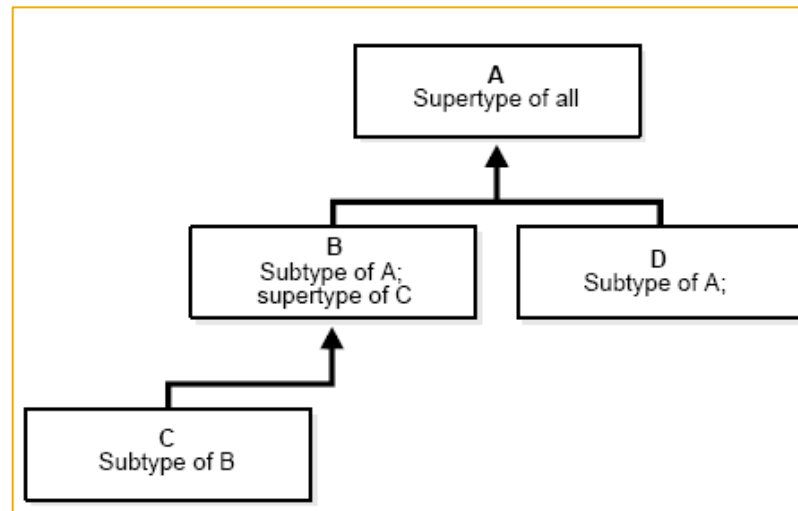 A
Supertype of all
B
Subtype of A;
supertype of C
D
Subtype of A;
C
Subtype of B